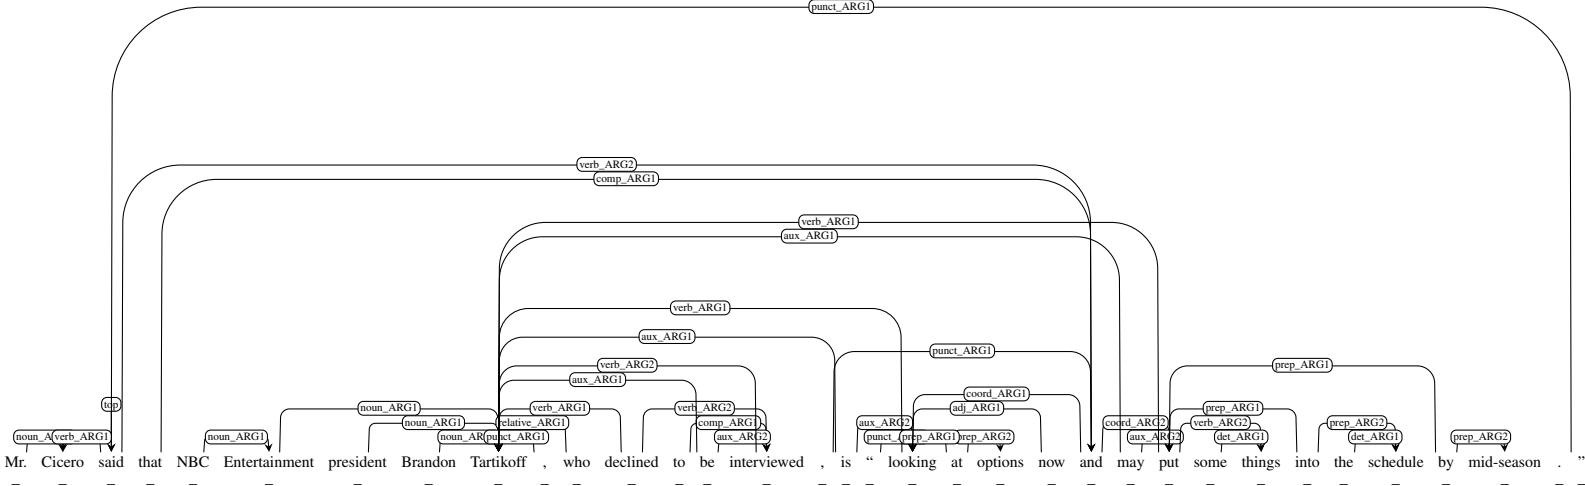 punct_ARG1
verb_ARG2
comp_ARG1
verb_ARG1
aux_ARG1
verb_ARG1
aux_ARG1
punct_ARG1
verb_ARG2 prep_ARG1
aux_ARG1
coord_ARG1
top noun_ARG1 verb_ARG1 verb_ARG2 adj_ARG1 prep_ARG1
noun_ARG1 relative_ARG1 comp_ARG1 aux_ARG2 coord_ARG2 verb_ARG2 prep_ARG2
noun_A verb_ARG1 noun_ARG1 noun_AR punct_ARG1 aux_ARG2 punct_ prep_ARG1 prep_ARG2 aux_ARG2 det_ARG1 det_ARG1 prep_ARG2
Mr. Cicero said that NBC Entertainment president Brandon Tartikoff , who declined to be interviewed , is “ looking at options now and may put some things into the schedule by mid-season . ”
_ _ _ _ _ _ _ _ _ _ _ _ _ _ _ _ _ _ _ _ _ _ _ _ _ _ _ _ _ _ _ _ _ _